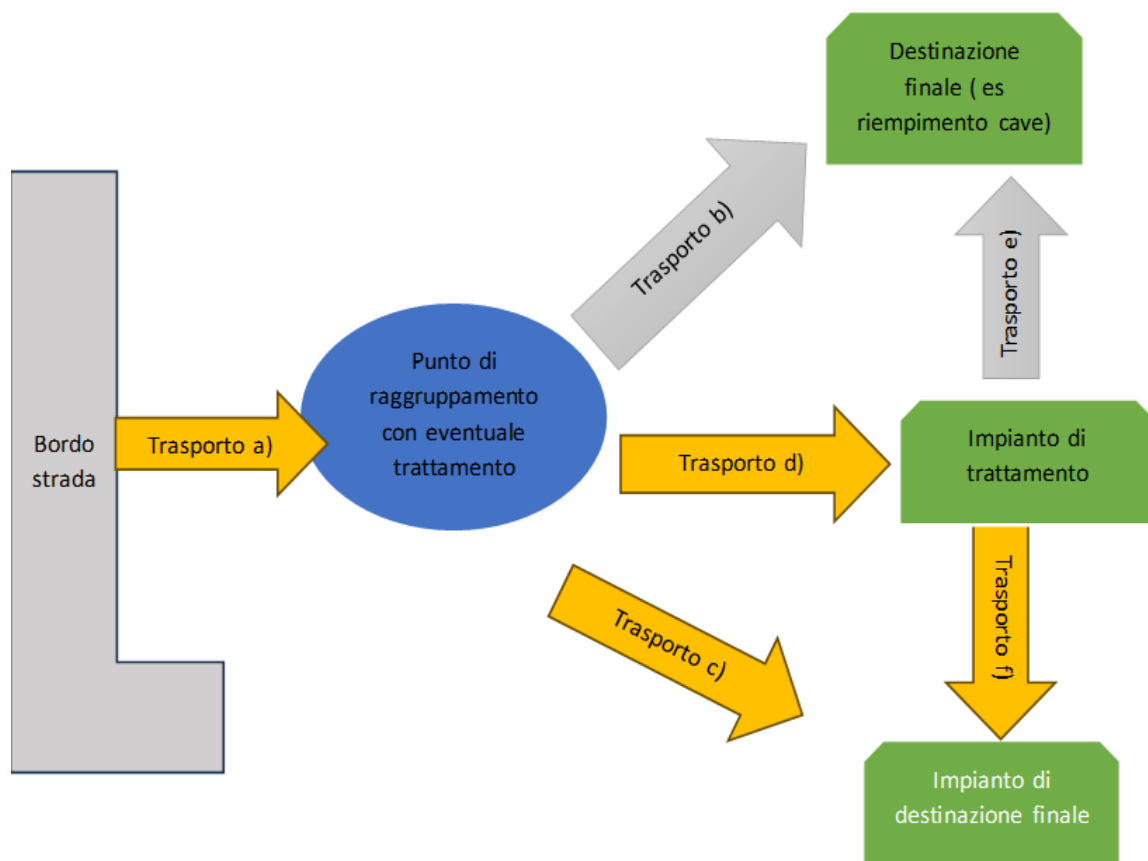 Destinazione
finale ( es
riempimento cave)
Trasporto b)
Trasporto e)
Punto di
raggruppamento
con eventuale
trattamento
Bordo
strada
Trasporto a)
Trasporto d)
Impianto di
trattamento
Trasporto c)
Trasporto f)
Impianto di
destinazione finale